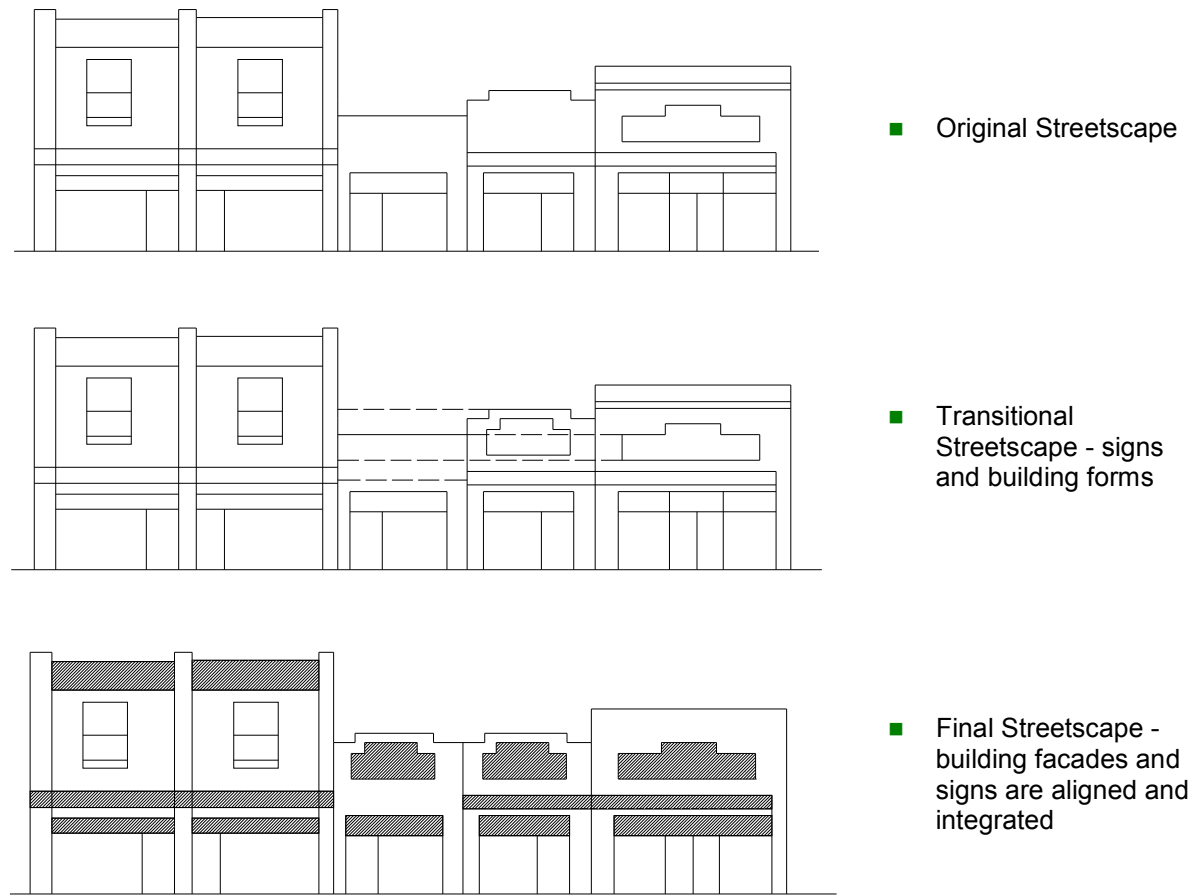 Original Streetscape
Transitional
Streetscape - signs
and building forms
Final Streetscape -
building facades and
signs are aligned and
integrated